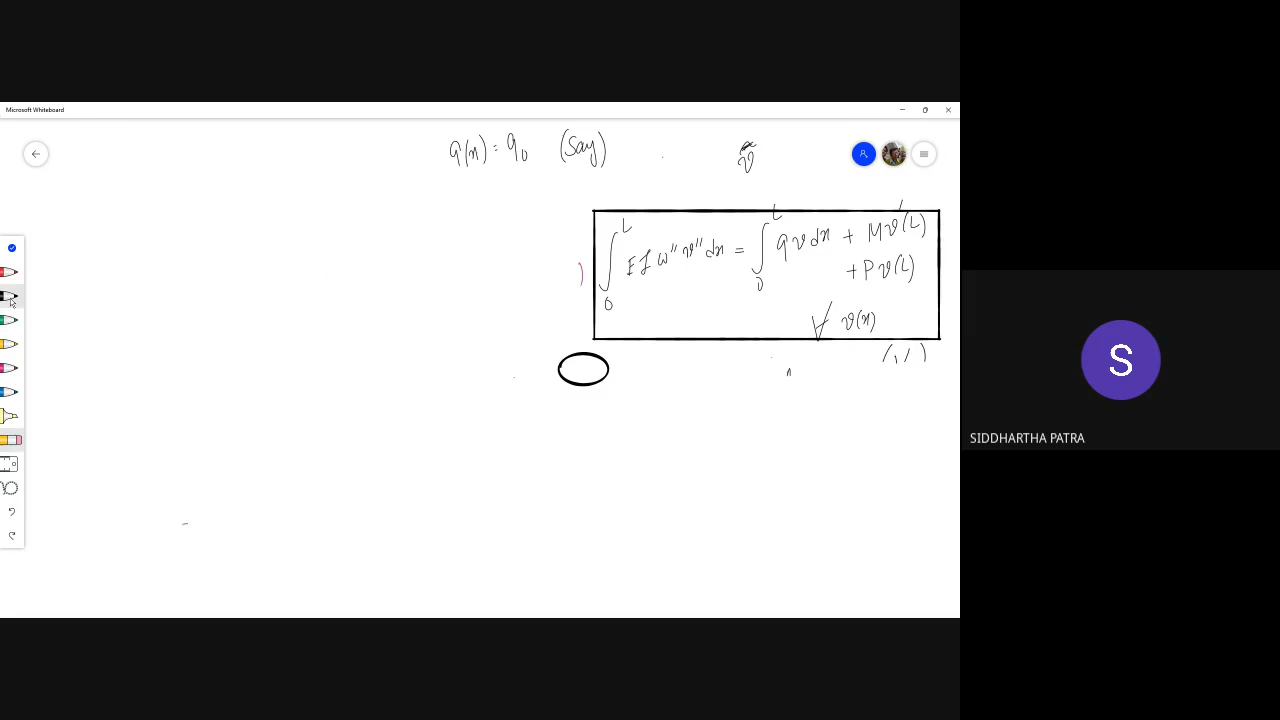 Microsoft Whiteboard
q(x) = q₀ (Say) v
∫₀ᴸ EI w'' v'' dx = ∫₀ᴸ q v dx + M v'(L)
+ P v(L)
∀ v(x)
S
SIDDHARTHA PATRA